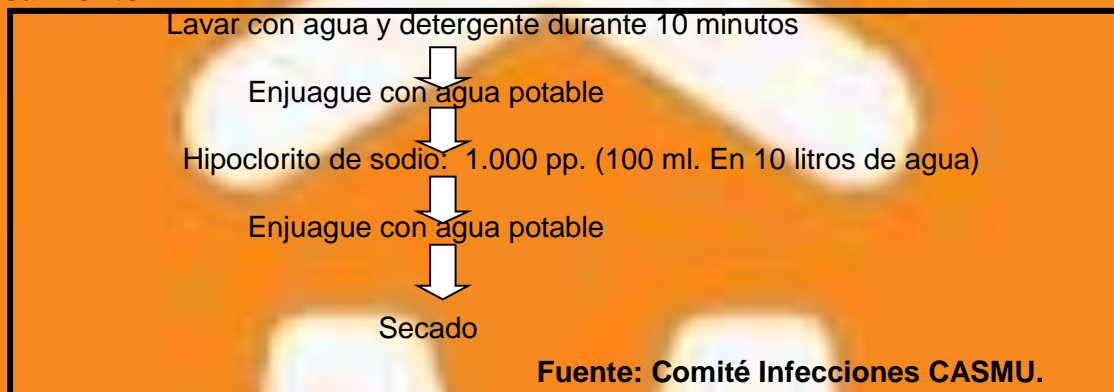 Lavar con agua y detergente durante 10 minutos
Enjuague con agua potable
Hipoclorito de sodio: 1.000 pp. (100 ml. En 10 litros de agua)
Enjuague con agua potable
Secado
Fuente: Comité Infecciones CASMU.